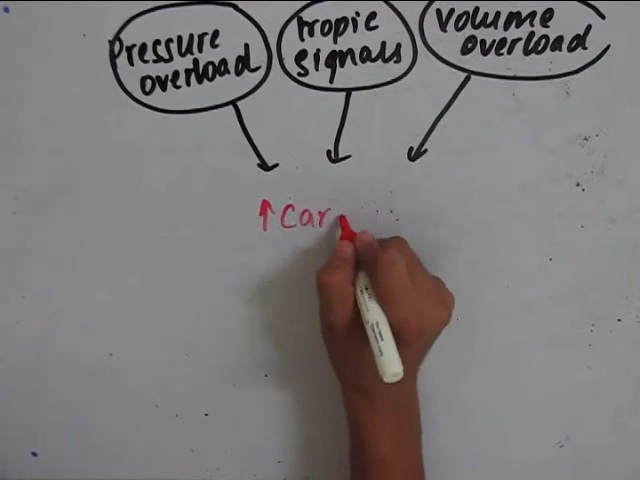 Pressure
overload
tropic
signals
volume
overload
↑ Car